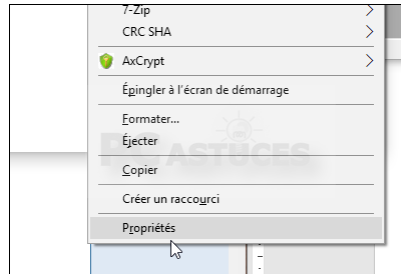 7-Zip
CRC SHA
AxCrypt
Épingler à l'écran de démarrage
Formater...
Éjecter
PC ASTUCES
Copier
Créer un raccourci
Propriétés